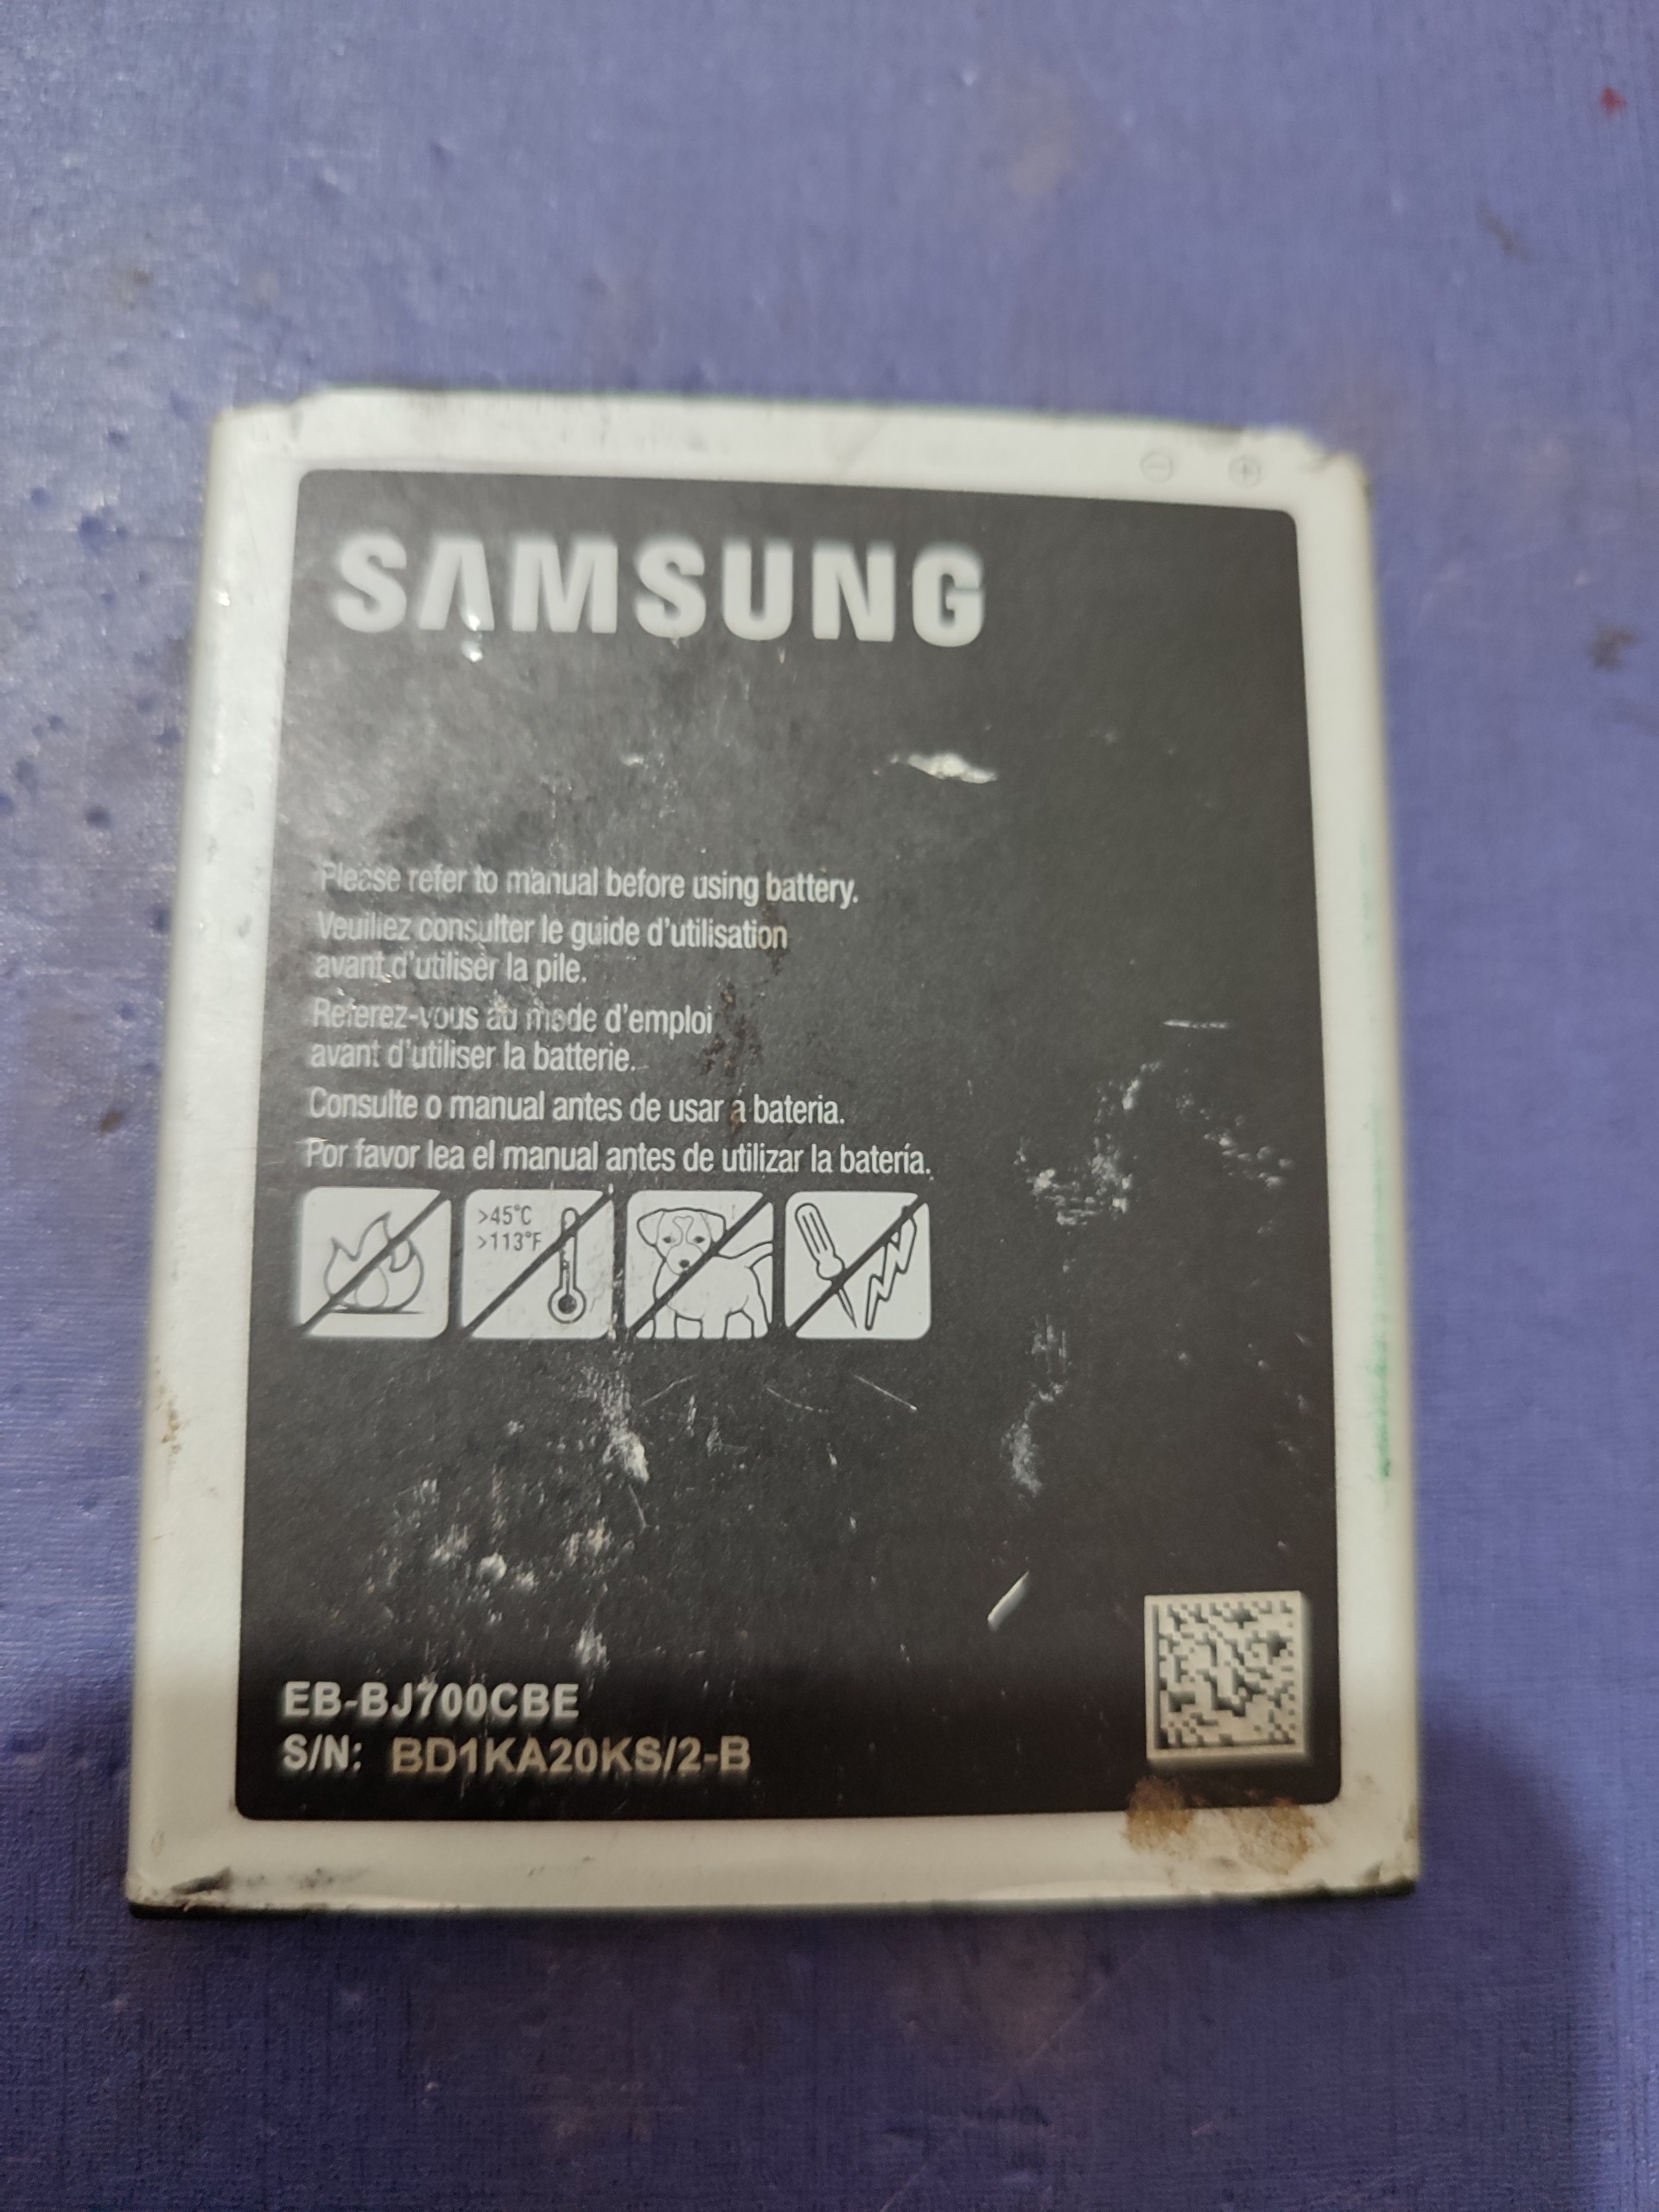 ⊖ ⊕
SAMSUNG
Please refer to manual before using battery.
Veuillez consulter le guide d'utilisation
avant d'utiliser la pile.
Referez-vous au mode d'emploi
avant d'utiliser la batterie.
Consulte o manual antes de usar a bateria.
Por favor lea el manual antes de utilizar la batería.
>45°C
>113°F
EB-BJ700CBE
S/N: BD1KA20KS/2-B